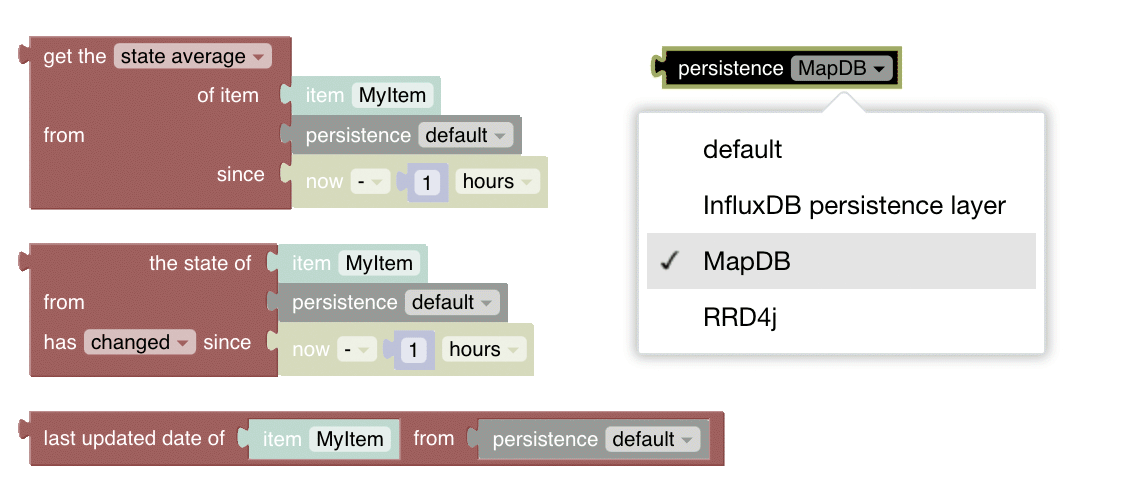 get the state average
of item item MyItem
from persistence default
since now - 1 hours
the state of item MyItem
from persistence default
has changed since now - 1 hours
last updated date of item MyItem from persistence default
persistence MapDB
default
InfluxDB persistence layer
✓ MapDB
RRD4j